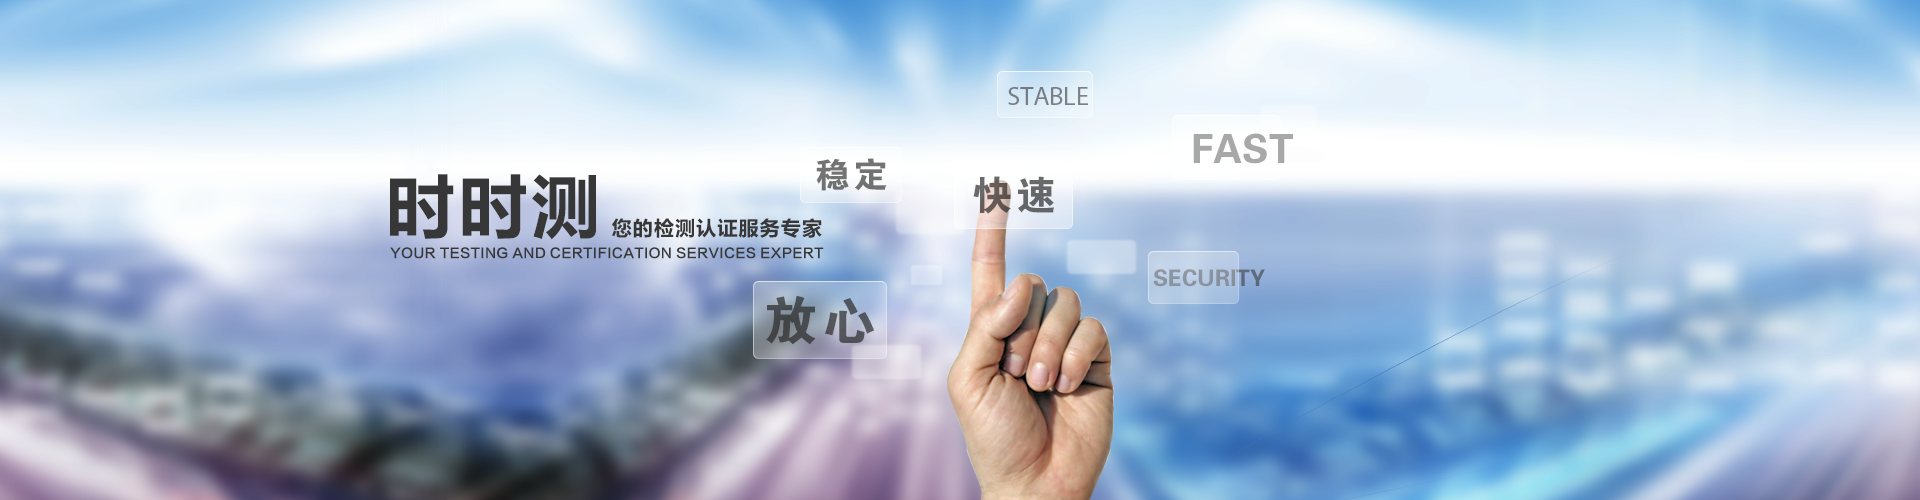 STABLE
FAST
稳定
快速
时时测
您的检测认证服务专家
YOUR TESTING AND CERTIFICATION SERVICES EXPERT
SECURITY
放心